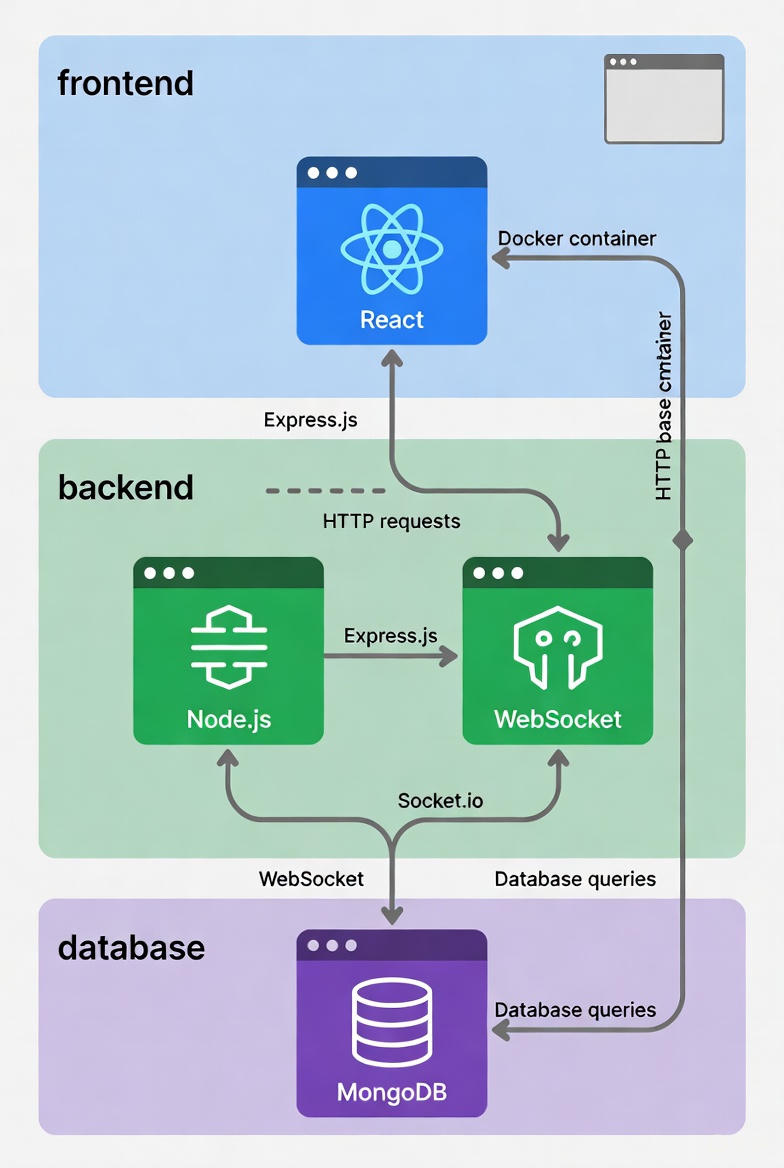 frontend
React
Docker container
HTTP base cmtainer
Express.js
backend
HTTP requests
Node.js
Express.js
WebSocket
Socket.io
WebSocket
Database queries
database
Database queries
MongoDB